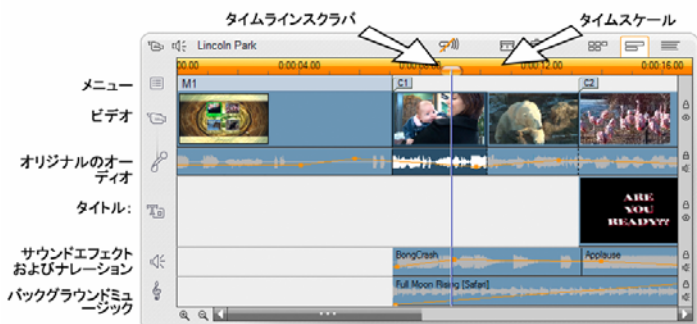 タイムラインスクラバ
タイムスケール
Lincoln Park
00.00 0:00:04.00 0:00:08.00 0:00:12.00 0:00:16.00
メニュー
M1 C1 C2
ビデオ
オリジナルのオー
ディオ
タイトル:
ARE
YOU
READY??
サウンドエフェクト
およびナレーション
BongCrash Applause
バックグラウンドミュ
ージック
Full Moon Rising [Safari]